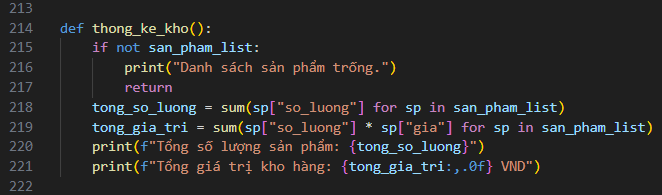 213
214 def thong_ke_kho():
215     if not san_pham_list:
216         print("Danh sách sản phẩm trống.")
217         return
218     tong_so_luong = sum(sp["so_luong"] for sp in san_pham_list)
219     tong_gia_tri = sum(sp["so_luong"] * sp["gia"] for sp in san_pham_list)
220     print(f"Tổng số lượng sản phẩm: {tong_so_luong}")
221     print(f"Tổng giá trị kho hàng: {tong_gia_tri:,.0f} VND")
222